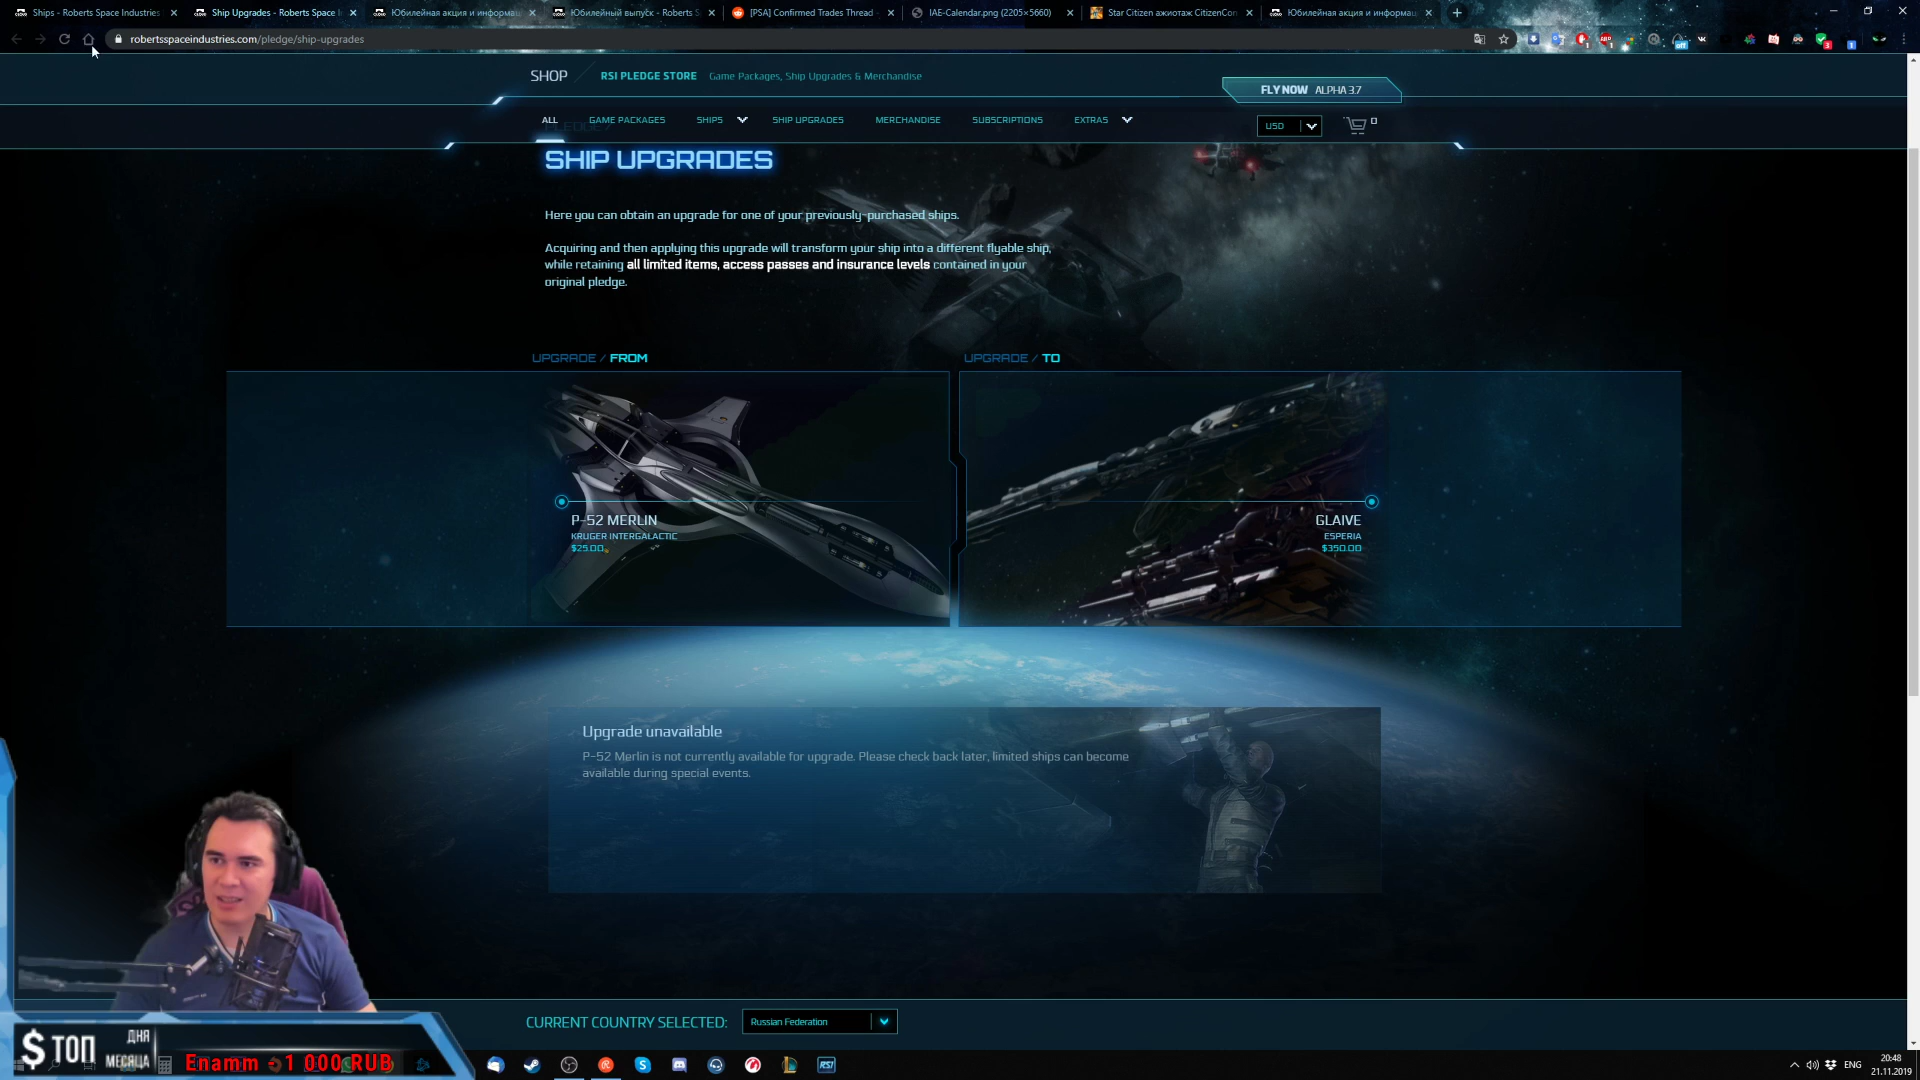 Ships - Roberts Space Industries
Ship Upgrades - Roberts Space I
Юбилейная акция и информац
Юбилейный выпуск - Roberts S
[PSA] Confirmed Trades Thread
IAE-Calendar.png (2205×5660)
Star Citizen ажиотаж CitizenCon
Юбилейная акция и информац
robertsspaceindustries.com/pledge/ship-upgrades
SHOP
RSI PLEDGE STORE
Game Packages, Ship Upgrades & Merchandise
FLY NOW ALPHA 3.7
ALL
GAME PACKAGES
SHIPS
SHIP UPGRADES
MERCHANDISE
SUBSCRIPTIONS
EXTRAS
USD
0
PLEDGE /
SHIP UPGRADES
Here you can obtain an upgrade for one of your previously-purchased ships.
Acquiring and then applying this upgrade will transform your ship into a different flyable ship,
while retaining all limited items, access passes and insurance levels contained in your
original pledge.
UPGRADE / FROM
UPGRADE / TO
P-52 MERLIN
KRUGER INTERGALACTIC
$25.00
GLAIVE
ESPERIA
$350.00
Upgrade unavailable
P-52 Merlin is not currently available for upgrade. Please check back later, limited ships can become
available during special events.
CURRENT COUNTRY SELECTED:
Russian Federation
$ТОП
ДНЯ
МЕСЯЦА
Enamm - 1 000 RUB
RSI
ENG
20:48
21.11.2019